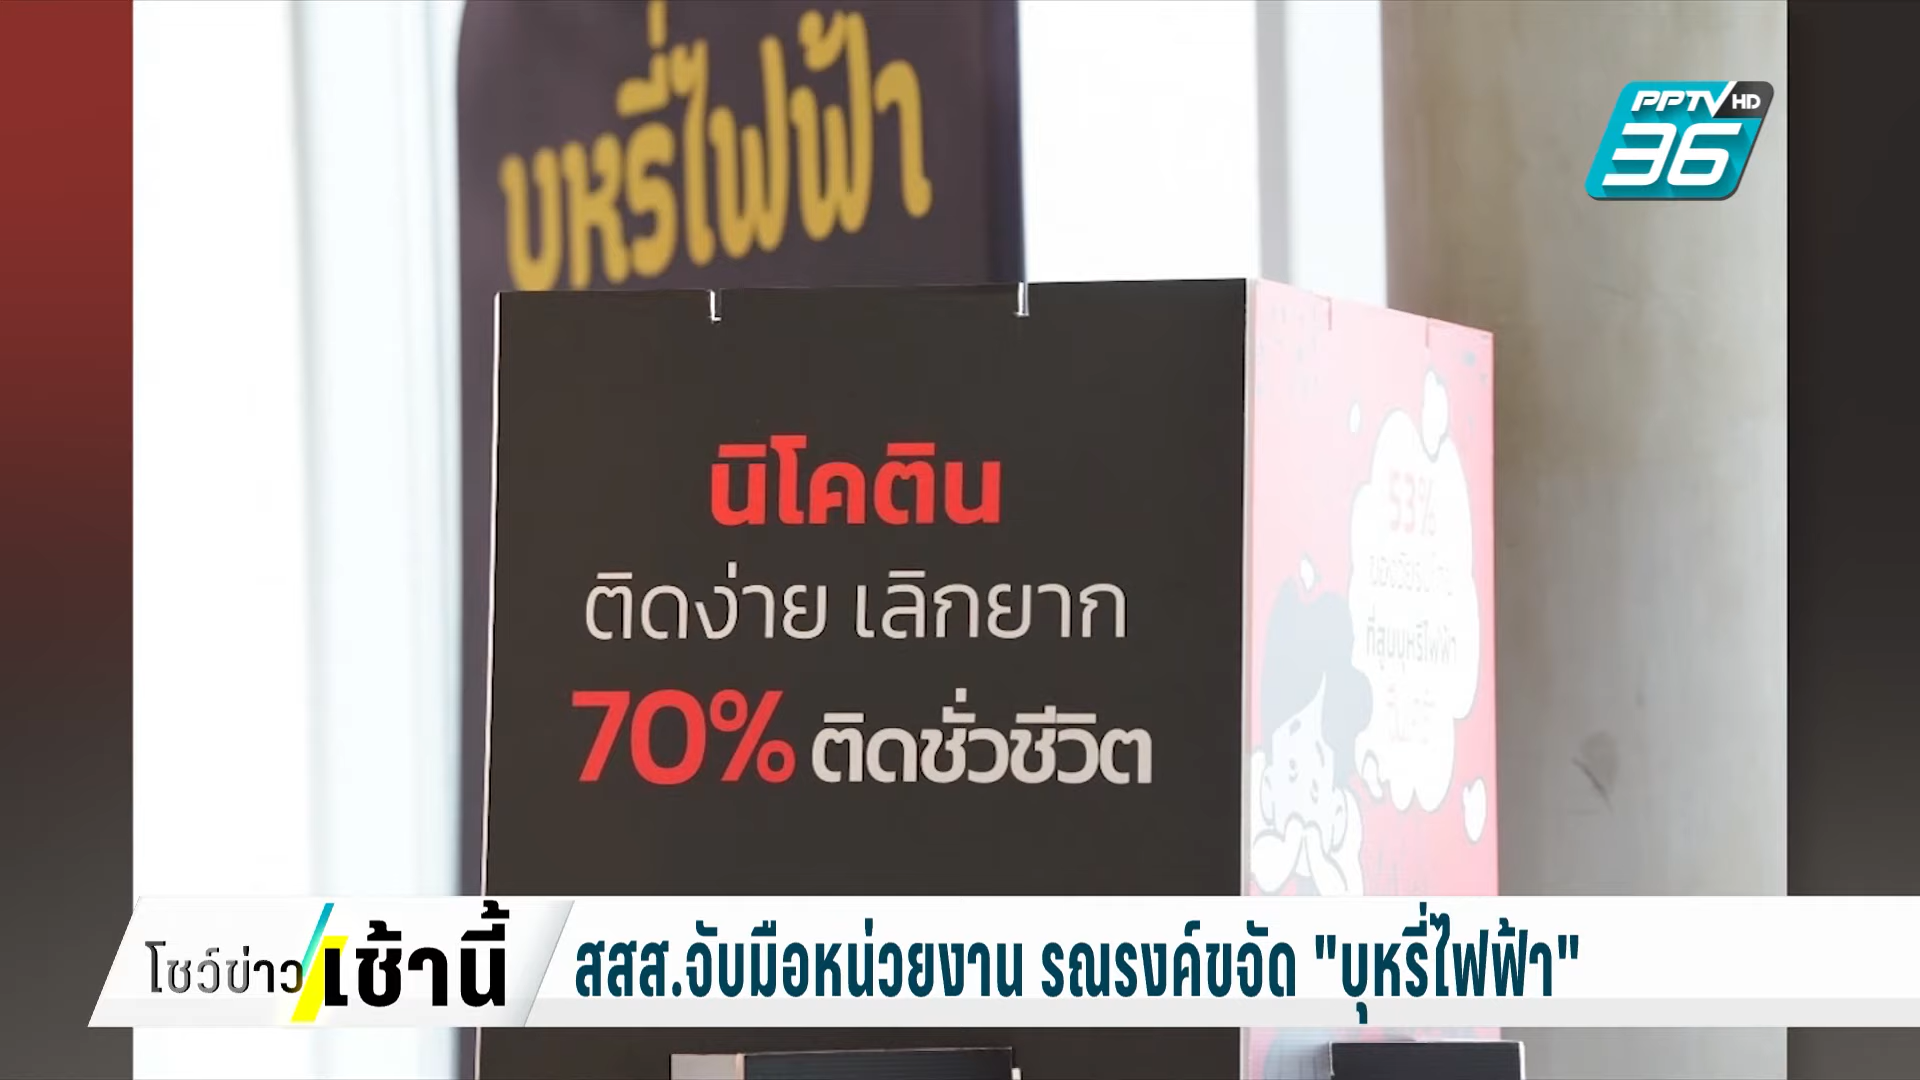 บุหรี่ไฟฟ้า
PPTV HD
36
นิโคติน
ติดง่าย เลิกยาก
70% ติดชั่วชีวิต
53%
ที่สูบบุหรี่ไฟฟ้า
โชว์ข่าว เช้านี้
สสส.จับมือหน่วยงาน รณรงค์ขจัด "บุหรี่ไฟฟ้า"